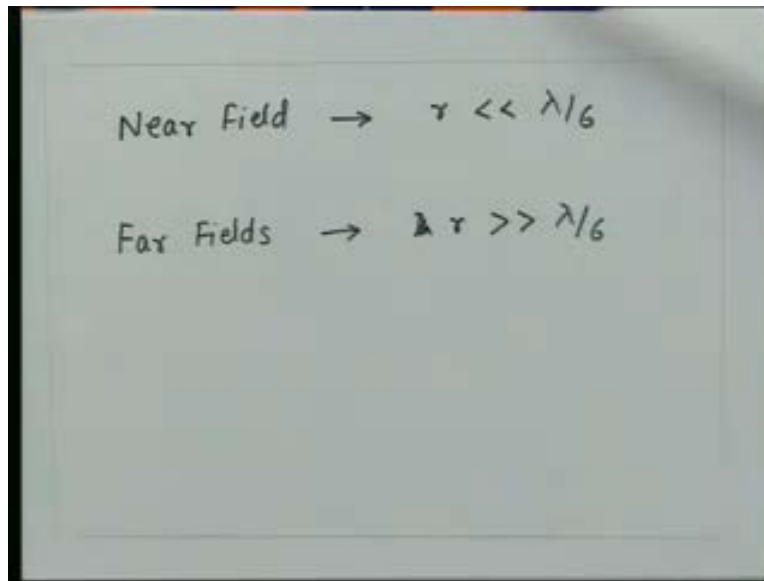 Near Field → r << λ/6
Far Fields → r >> λ/6